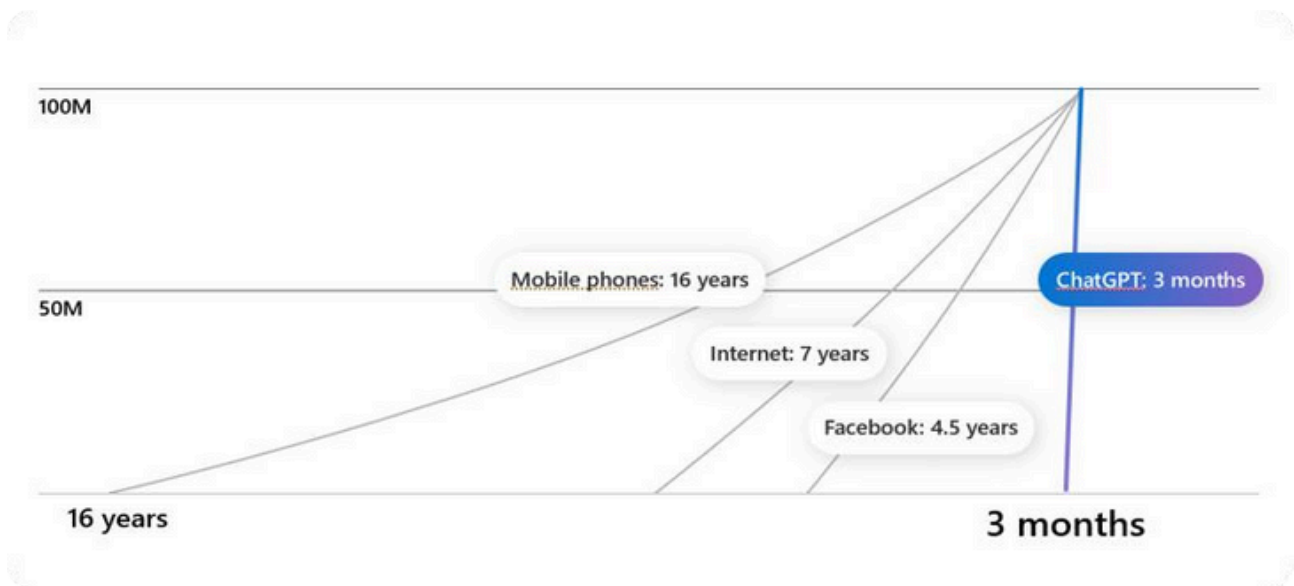 100M
Mobile phones: 16 years
ChatGPT: 3 months
50M
Internet: 7 years
Facebook: 4.5 years
16 years
3 months